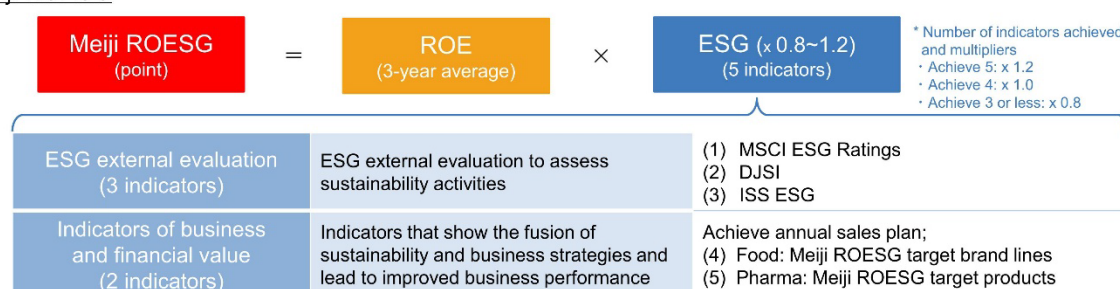 Meiji ROESG
(point)
=
ROE
(3-year average)
×
ESG (x 0.8~1.2)
(5 indicators)
* Number of indicators achieved
and multipliers
・Achieve 5: x 1.2
・Achieve 4: x 1.0
・Achieve 3 or less: x 0.8
ESG external evaluation
(3 indicators)
ESG external evaluation to assess
sustainability activities
(1) MSCI ESG Ratings
(2) DJSI
(3) ISS ESG
Indicators of business
and financial value
(2 indicators)
Indicators that show the fusion of
sustainability and business strategies and
lead to improved business performance
Achieve annual sales plan;
(4) Food: Meiji ROESG target brand lines
(5) Pharma: Meiji ROESG target products